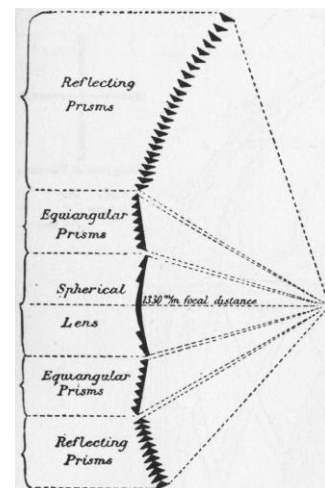 Reflecting
Prisms
Equiangular
Prisms
Spherical
1330 m/m focal distance
Lens
Equiangular
Prisms
Reflecting
Prisms